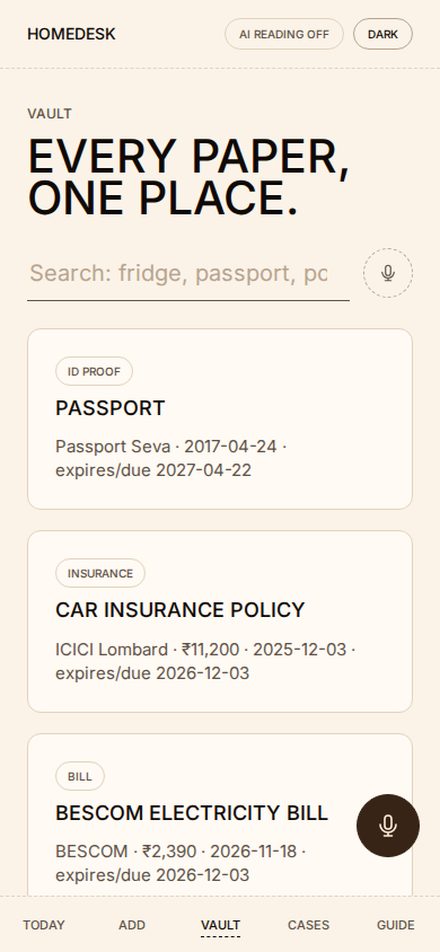 HOMEDESK
AI READING OFF
DARK
VAULT
EVERY PAPER,
ONE PLACE.
Search: fridge, passport, po
ID PROOF
PASSPORT
Passport Seva · 2017-04-24 ·
expires/due 2027-04-22
INSURANCE
CAR INSURANCE POLICY
ICICI Lombard · ₹11,200 · 2025-12-03 ·
expires/due 2026-12-03
BILL
BESCOM ELECTRICITY BILL
BESCOM · ₹2,390 · 2026-11-18 ·
expires/due 2026-12-03
TODAY
ADD
VAULT
CASES
GUIDE